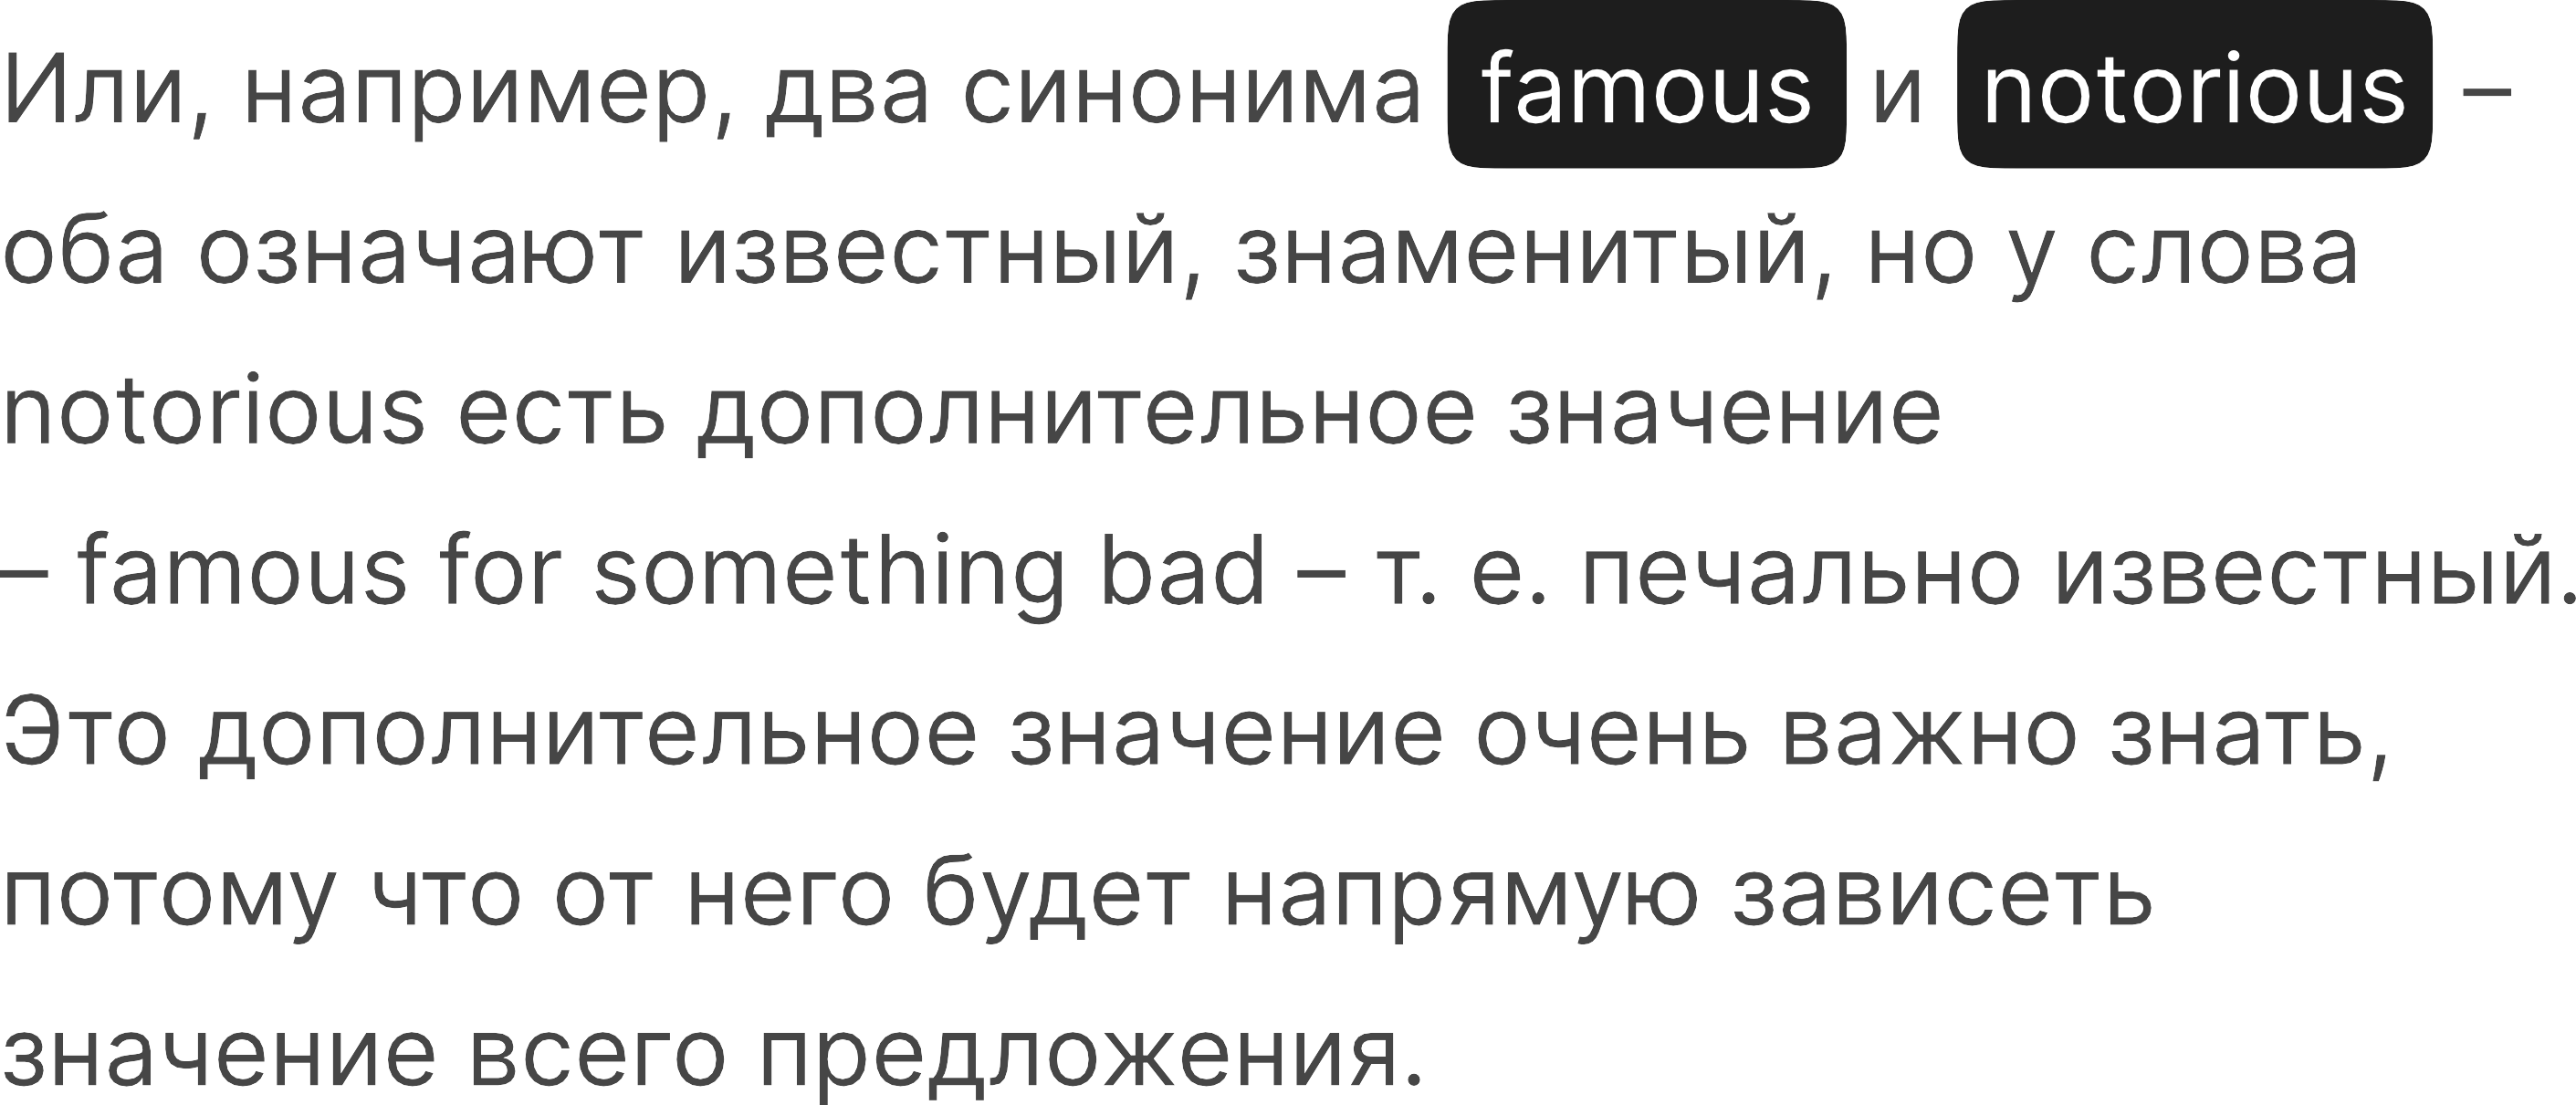 Или, например, два синонима famous и notorious –
оба означают известный, знаменитый, но у слова
notorious есть дополнительное значение
– famous for something bad – т. е. печально известный.
Это дополнительное значение очень важно знать,
потому что от него будет напрямую зависеть
значение всего предложения.